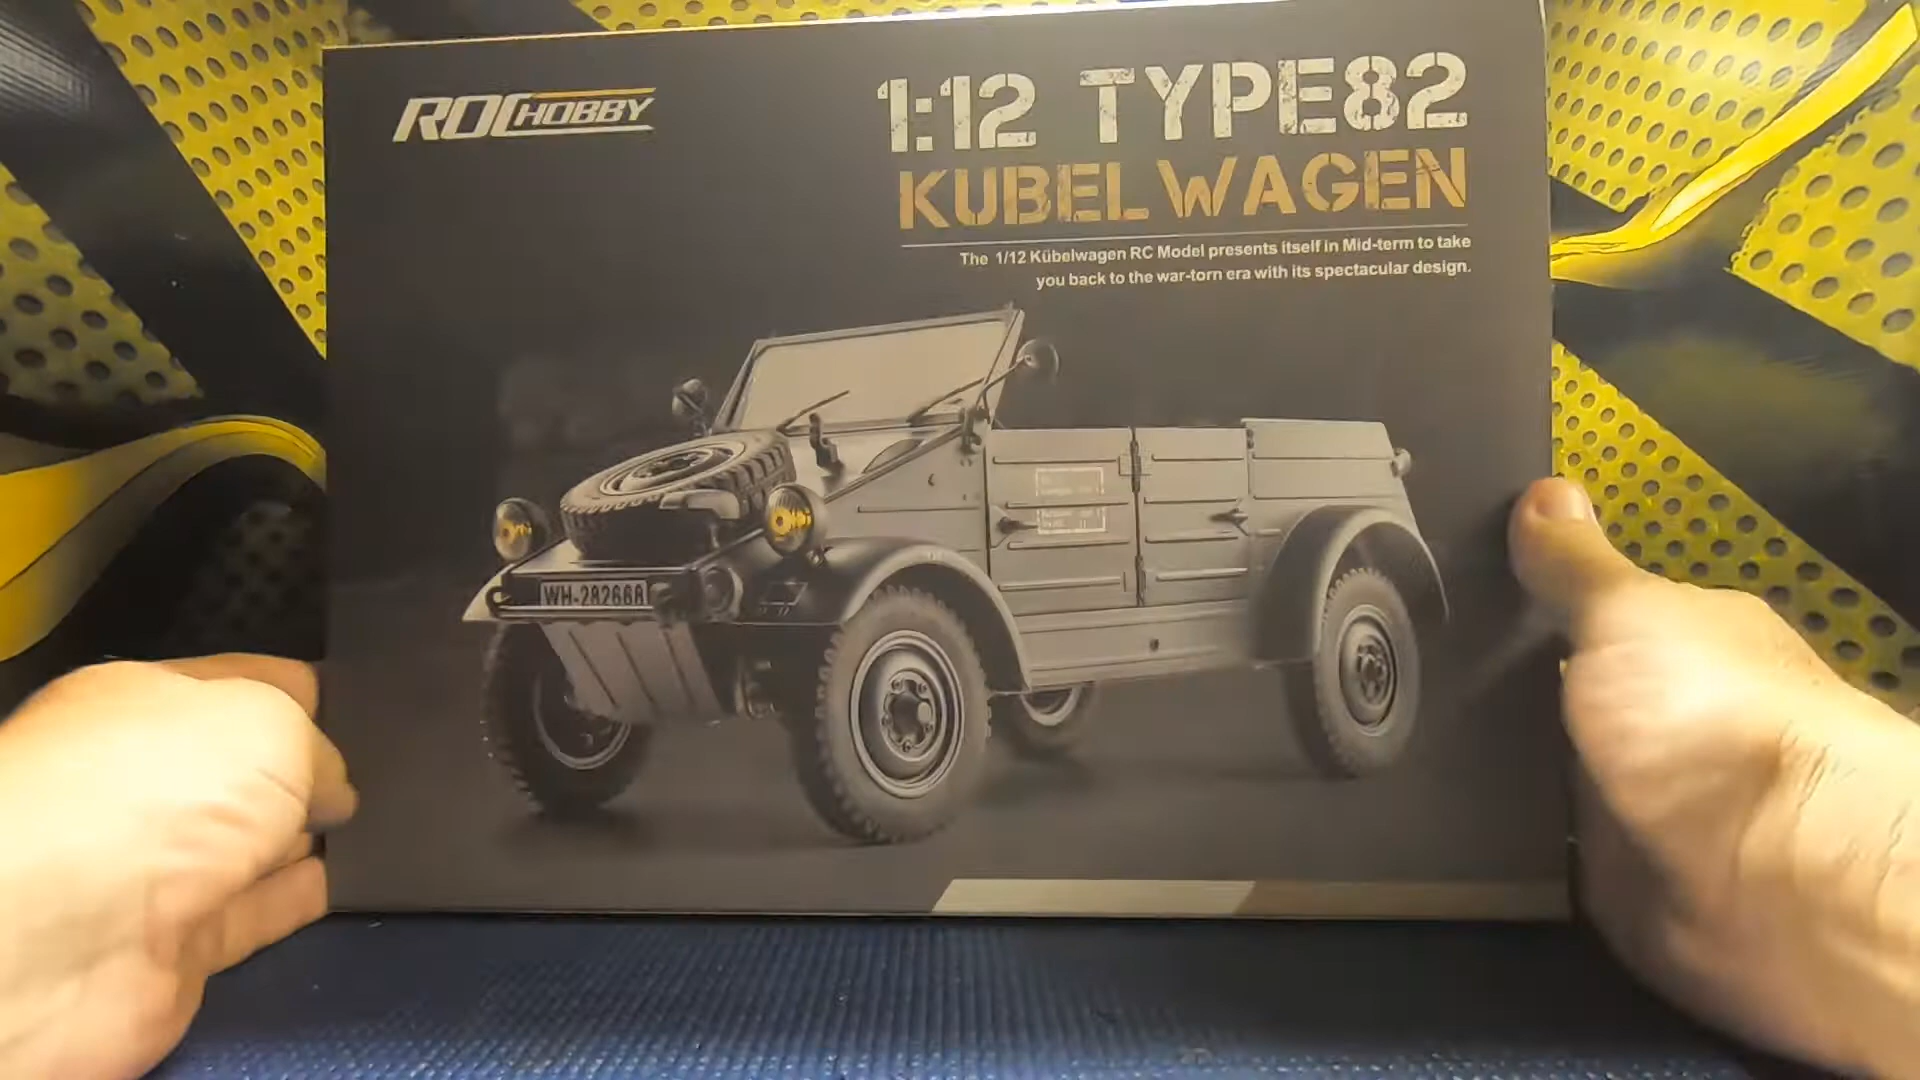 ROCHOBBY
1:12 TYPE82
KUBELWAGEN
The 1/12 Kübelwagen RC Model presents itself in Mid-term to take
you back to the war-torn era with its spectacular design.
WH-282668